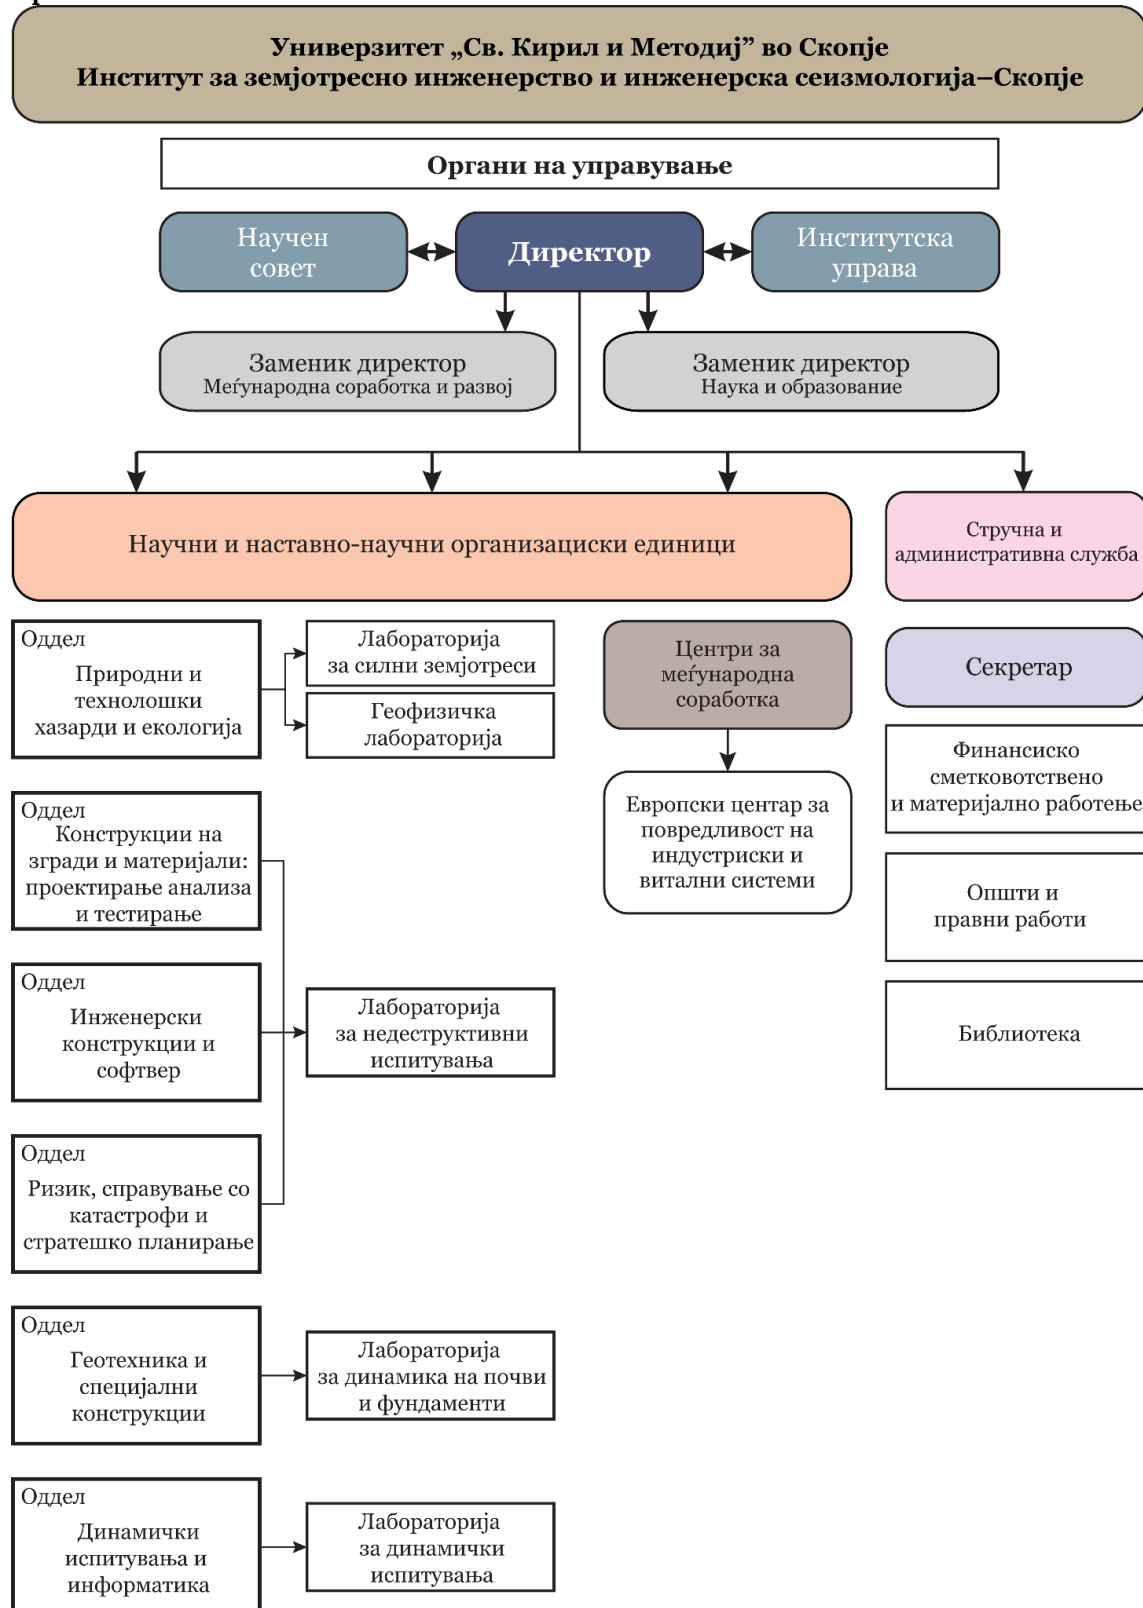 Универзитет „Св. Кирил и Методиј” во Скопје
Институт за земјотресно инженерство и инженерска сеизмологија–Скопје
Органи на управување
Научен
совет
Директор
Институтска
управа
Заменик директор
Меѓународна соработка и развој
Заменик директор
Наука и образование
Научни и наставно-научни организациски единици
Стручна и
административна служба
Оддел
Природни и
технолошки
хазарди и екологија
Лабораторија
за силни земјотреси
Геофизичка
лабораторија
Центри за
меѓународна
соработка
Европски центар за
повредливост на
индустриски и
витални системи
Секретар
Финансиско
сметковотствено
и материјално работење
Општи и
правни работи
Библиотека
Оддел
Конструкции на
згради и материјали:
проектирање анализа
и тестирање
Оддел
Инженерски
конструкции и
софтвер
Лабораторија
за недеструктивни
испитувања
Оддел
Ризик, справување со
катастрофи и
стратешко планирање
Оддел
Геотехника и
специјални
конструкции
Лабораторија
за динамика на почви
и фундаменти
Оддел
Динамички
испитувања и
информатика
Лабораторија
за динамички
испитувања